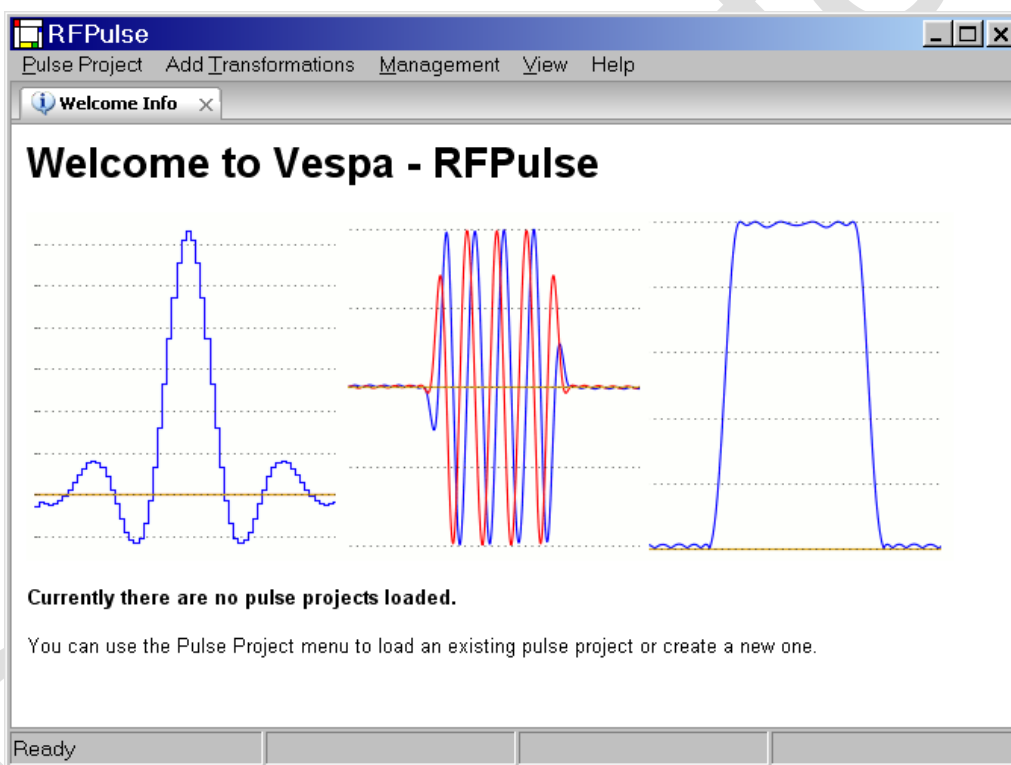 RFPulse
Pulse Project Add Transformations Management View Help
Welcome Info
Welcome to Vespa - RFPulse
Currently there are no pulse projects loaded.
You can use the Pulse Project menu to load an existing pulse project or create a new one.
Ready